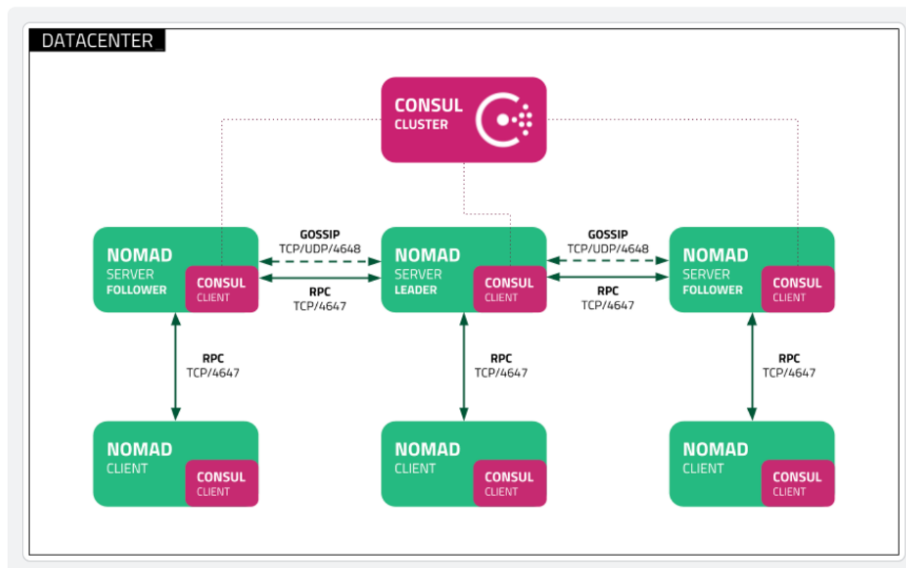 DATACENTER
CONSUL
CLUSTER
GOSSIP
TCP/UDP/4648
GOSSIP
TCP/UDP/4648
NOMAD
SERVER
FOLLOWER
CONSUL
CLIENT
RPC
TCP/4647
NOMAD
SERVER
LEADER
CONSUL
CLIENT
RPC
TCP/4647
NOMAD
SERVER
FOLLOWER
CONSUL
CLIENT
RPC
TCP/4647
RPC
TCP/4647
RPC
TCP/4647
NOMAD
CLIENT
CONSUL
CLIENT
NOMAD
CLIENT
CONSUL
CLIENT
NOMAD
CLIENT
CONSUL
CLIENT